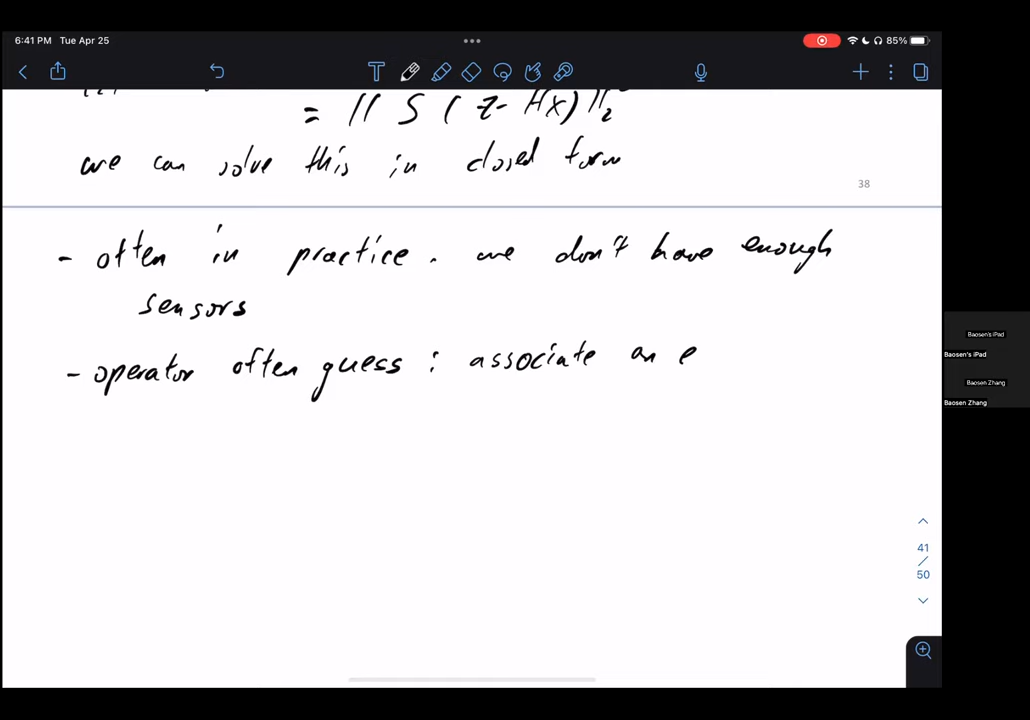 6:41 PM Tue Apr 25
85%
= || S ( z - Hx) ||₂
we can solve this in closed form
38
- often in practice . we don't have enough
sensors
- operator often guess : associate an e
Baosen's iPad
Baosen's iPad
Baosen Zhang
Baosen Zhang
41
/
50